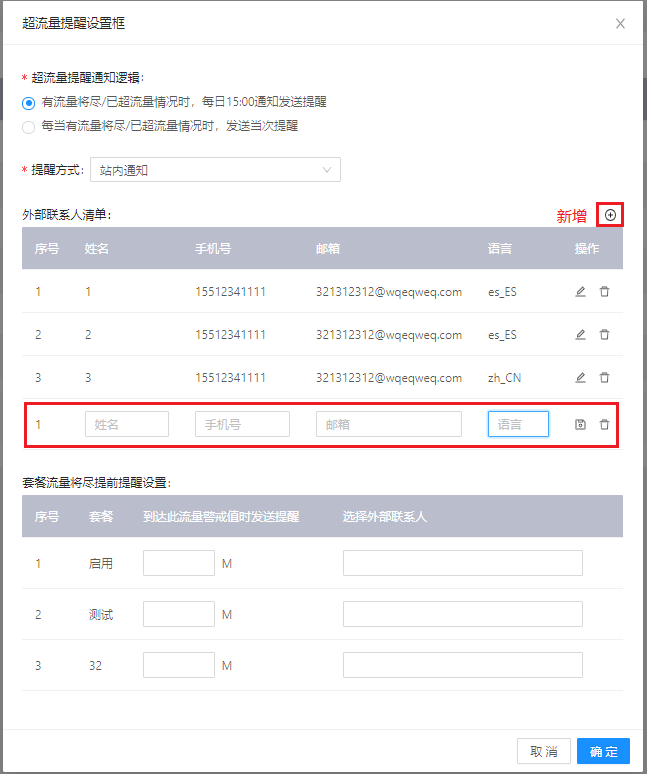 超流量提醒设置框
* 超流量提醒通知逻辑:
有流量将尽/已超流量情况时，每日15:00通知发送提醒
每当有流量将尽/已超流量情况时，发送当次提醒
* 提醒方式: 站内通知
外部联系人清单: 新增
序号 姓名 手机号 邮箱 语言 操作
1 1 15512341111 321312312@wqeqweq.com es_ES
2 2 15512341111 321312312@wqeqweq.com es_ES
3 3 15512341111 321312312@wqeqweq.com zh_CN
1 姓名 手机号 邮箱 语言
套餐流量将尽提前提醒设置:
序号 套餐 到达此流量警戒值时发送提醒 选择外部联系人
1 启用 M
2 测试 M
3 32 M
取 消 确 定